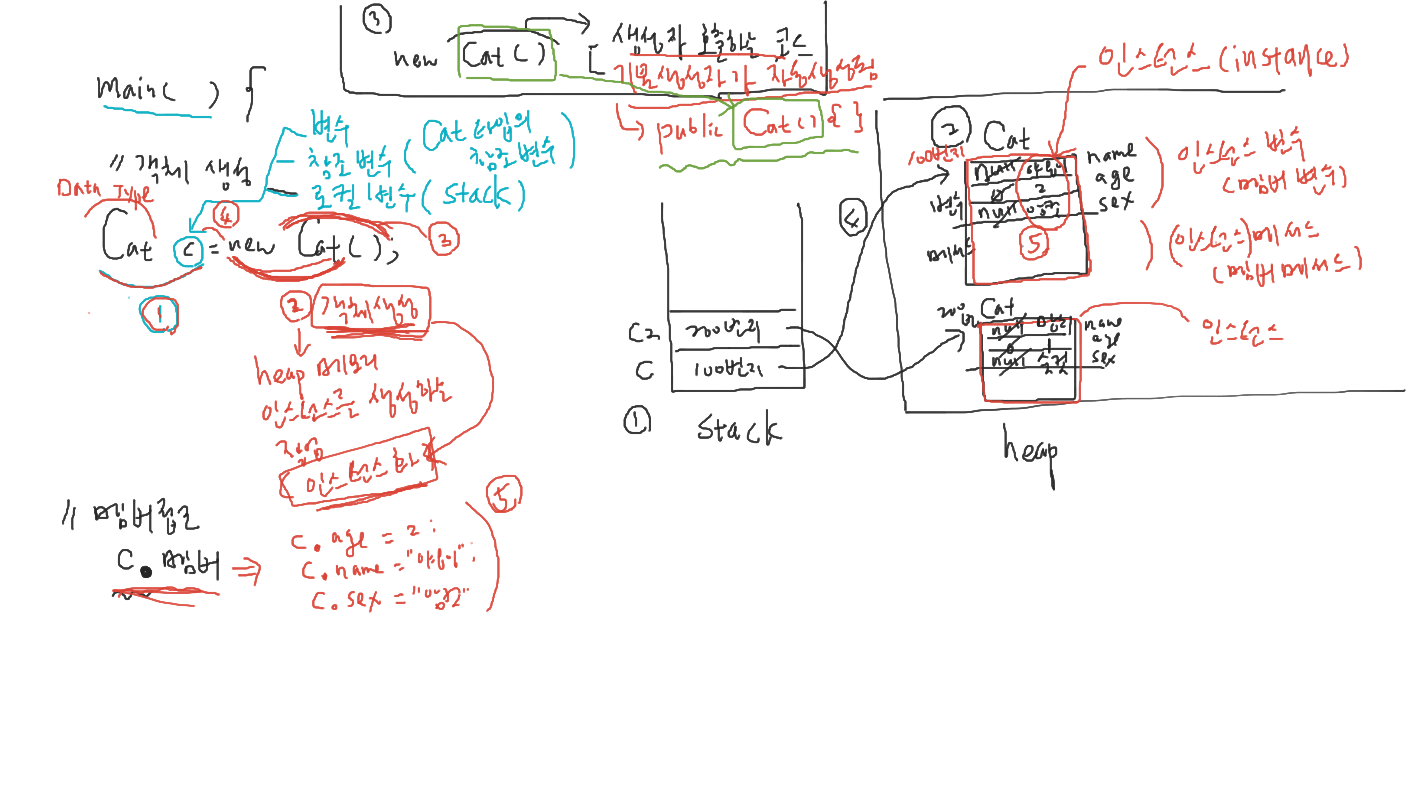 ③
new Cat()
[ 생성자 호출하는 코드
기본생성자가 자동생성됨
↳ public Cat() { }
main( ) {
변수
참조변수 ( Cat 타입의 참조변수 )
로컬변수 ( stack )
// 객체 생성
Data Type
④
Cat c = new Cat();
③
①
② 객체생성
heap 메모리
인스턴스를 생성하는
작업
인스턴스화
// 멤버접근
c.멤버 ⇒
⑤
c.age = 2;
c.name = "야옹이";
c.sex = "암컷"
④
C2 200번지
C 100번지
① stack
인스턴스 (instance)
② Cat
100번지
null 야옹이 name
0 2 age
null 암컷 sex
변수
⑤
메서드
인스턴스 변수
(멤버 변수)
(인스턴스)메서드
(멤버 메서드)
Cat
null name
0 1 age
null 수컷 sex
인스턴스
heap